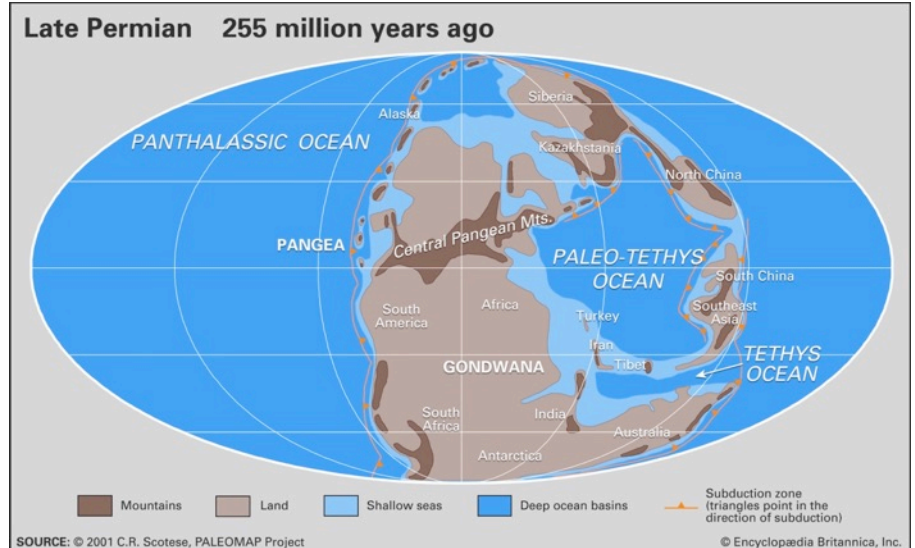 Late Permian 255 million years ago
Siberia
Alaska
PANTHALASSIC OCEAN
Kazakhstania
North China
PANGEA
Central Pangean Mts.
PALEO-TETHYS
OCEAN
South China
South
America
Africa
Southeast
Asia
Turkey
Iran
Tibet
TETHYS
OCEAN
GONDWANA
India
South
Africa
Australia
Antarctica
Mountains
Land
Shallow seas
Deep ocean basins
Subduction zone
(triangles point in the
direction of subduction)
SOURCE: © 2001 C.R. Scotese, PALEOMAP Project
© Encyclopædia Britannica, Inc.